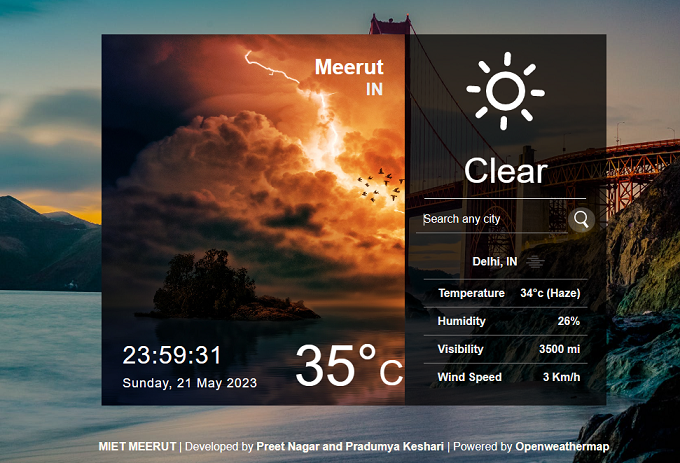 Meerut
IN
23:59:31
Sunday, 21 May 2023
35°C
Clear
Search any city
Delhi, IN
Temperature 34°c (Haze)
Humidity 26%
Visibility 3500 mi
Wind Speed 3 Km/h
MIET MEERUT | Developed by Preet Nagar and Pradumya Keshari | Powered by Openweathermap